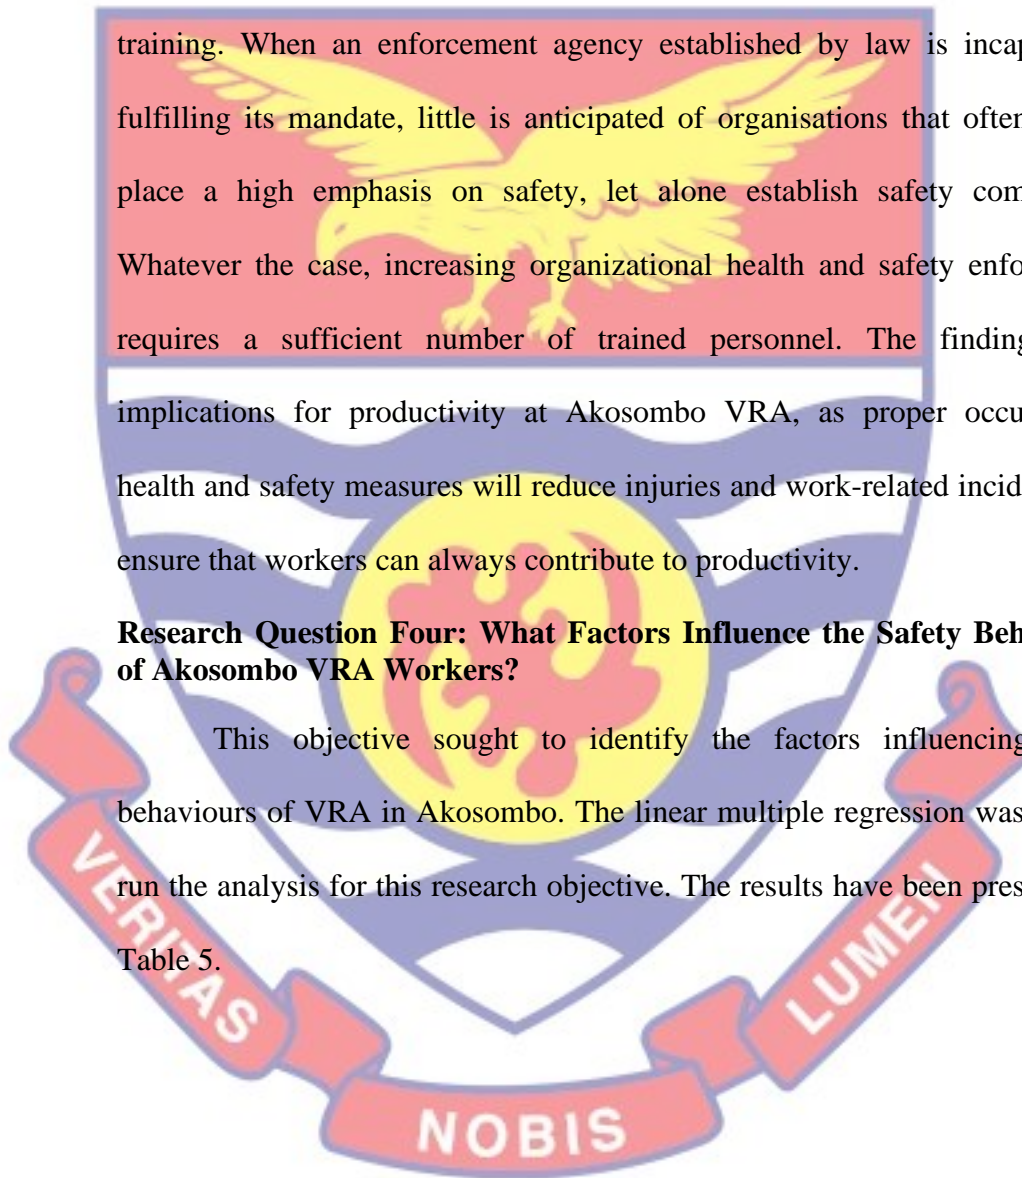 training. When an enforcement agency established by law is incap
fulfilling its mandate, little is anticipated of organisations that often
place a high emphasis on safety, let alone establish safety com
Whatever the case, increasing organizational health and safety enfo
requires a sufficient number of trained personnel. The finding
implications for productivity at Akosombo VRA, as proper occu
health and safety measures will reduce injuries and work-related incid
ensure that workers can always contribute to productivity.
Research Question Four: What Factors Influence the Safety Beh
of Akosombo VRA Workers?
This objective sought to identify the factors influencing
behaviours of VRA in Akosombo. The linear multiple regression was
run the analysis for this research objective. The results have been pres
Table 5.
VERITAS
NOBIS
LUMEN